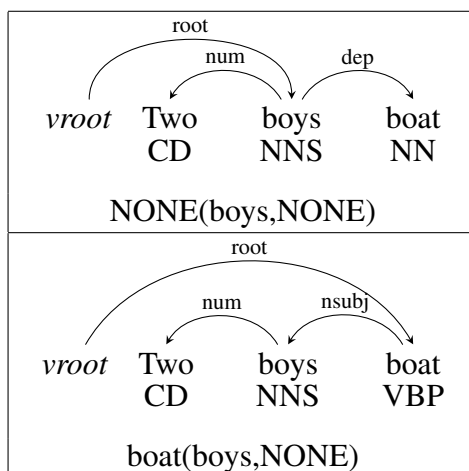 root
num dep
vroot Two boys boat
CD NNS NN
NONE(boys,NONE)
root
num nsubj
vroot Two boys boat
CD NNS VBP
boat(boys,NONE)